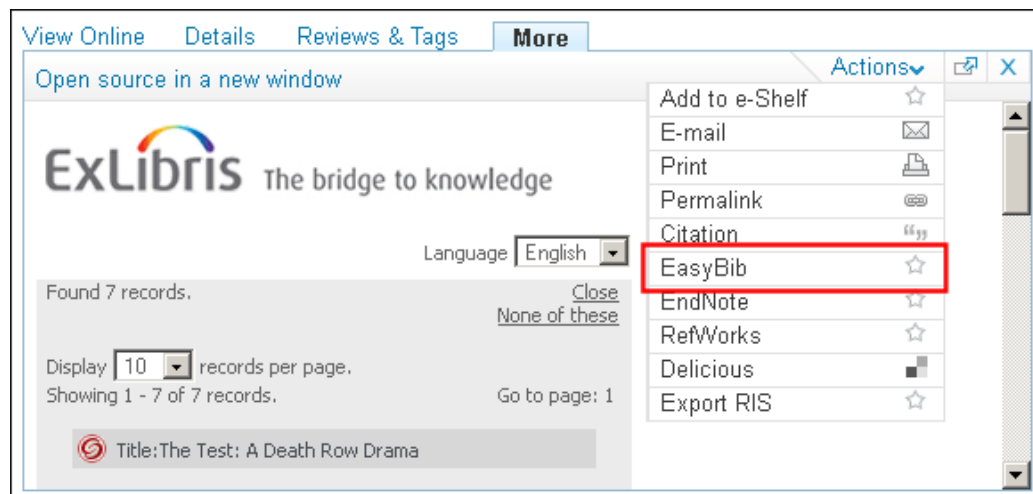 View Online Details Reviews & Tags More
Open source in a new window Actions X
ExLibris The bridge to knowledge
Language English
Found 7 records. Close
None of these
Display 10 records per page.
Showing 1 - 7 of 7 records. Go to page: 1
Title:The Test: A Death Row Drama
Add to e-Shelf
E-mail
Print
Permalink
Citation
EasyBib
EndNote
RefWorks
Delicious
Export RIS